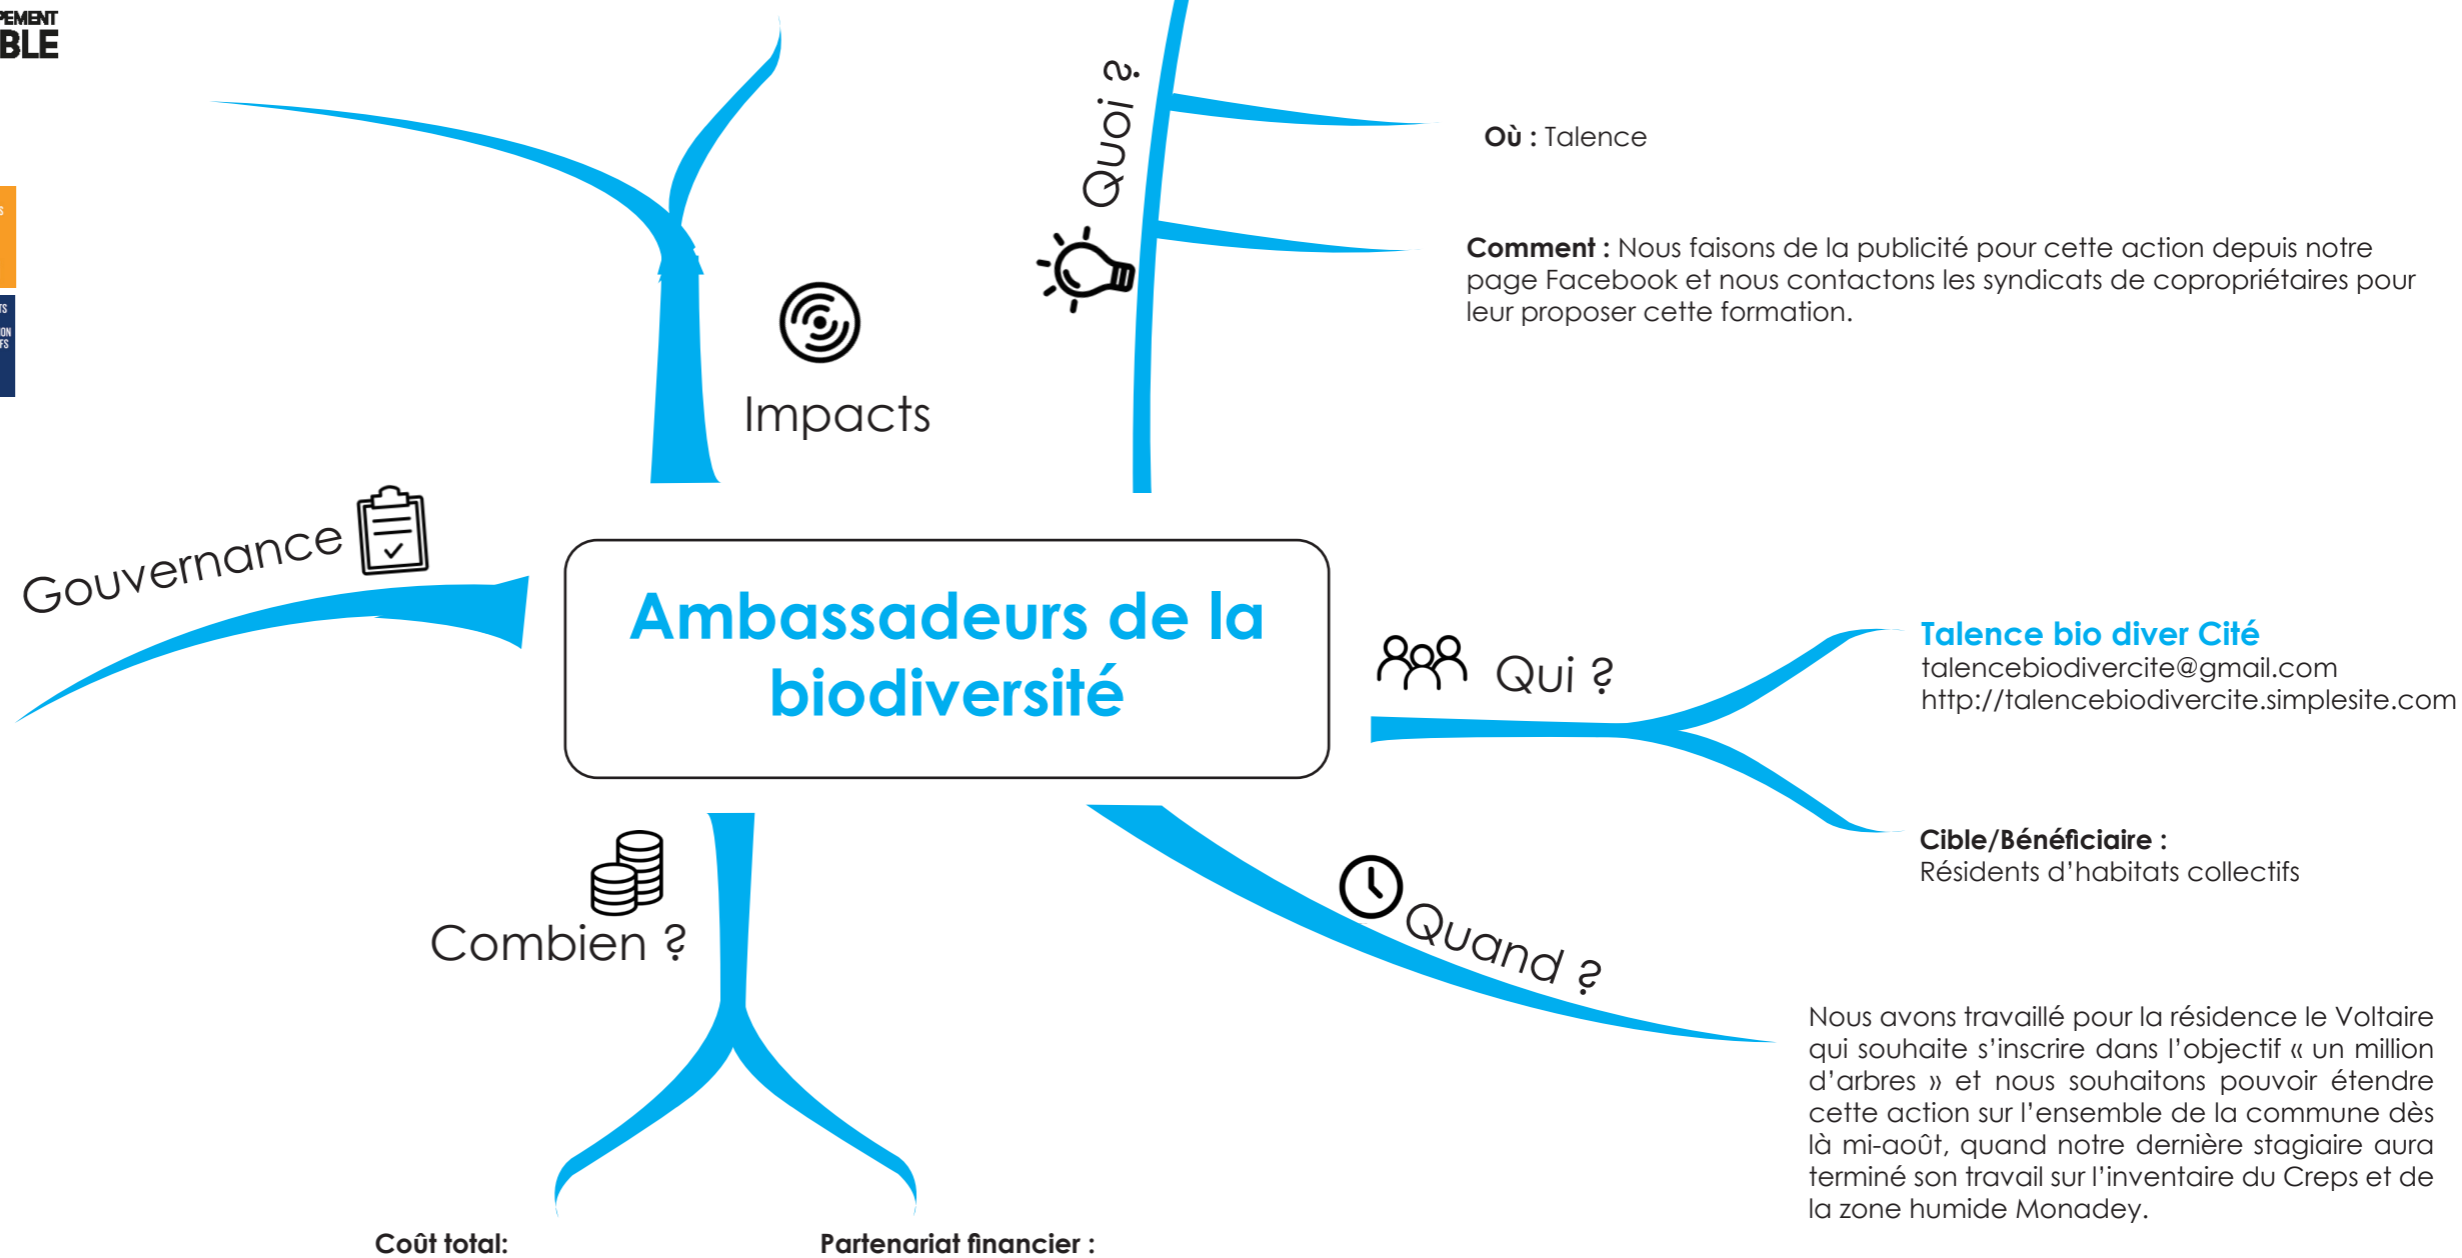 PEMENT
BLE
S
TS
ON
FS
Quoi ?
Où : Talence
Comment : Nous faisons de la publicité pour cette action depuis notre
page Facebook et nous contactons les syndicats de copropriétaires pour
leur proposer cette formation.
Impacts
Gouvernance
Ambassadeurs de la
biodiversité
Qui ?
Talence bio diver Cité
talencebiodivercite@gmail.com
http://talencebiodivercite.simplesite.com
Cible/Bénéficiaire :
Résidents d'habitats collectifs
Combien ?
Quand ?
Nous avons travaillé pour la résidence le Voltaire
qui souhaite s'inscrire dans l'objectif « un million
d'arbres » et nous souhaitons pouvoir étendre
cette action sur l'ensemble de la commune dès
là mi-août, quand notre dernière stagiaire aura
terminé son travail sur l'inventaire du Creps et de
la zone humide Monadey.
Coût total:
Partenariat financier :